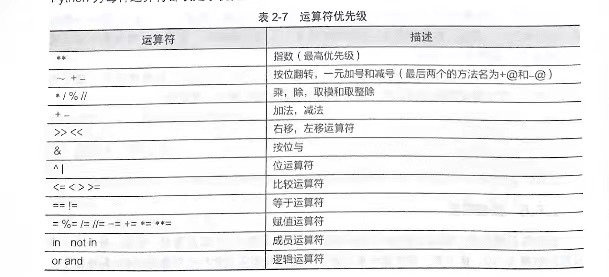 表 2-7 运算符优先级
运算符 描述
** 指数（最高优先级）
~ + - 按位翻转，一元加号和减号（最后两个的方法名为+@和-@）
* / % // 乘，除，取模和取整除
+ - 加法，减法
>> << 右移，左移运算符
& 按位与
^ | 位运算符
<= < > >= 比较运算符
== != 等于运算符
= %= /= //= -= += *= **= 赋值运算符
in not in 成员运算符
or and 逻辑运算符